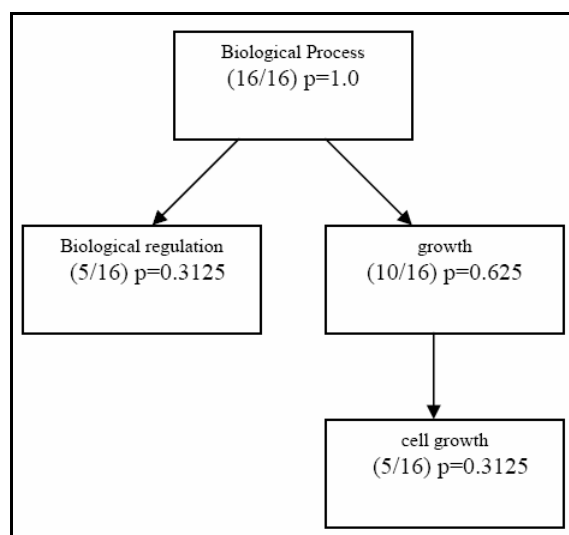 Biological Process
(16/16) p=1.0
Biological regulation
(5/16) p=0.3125
growth
(10/16) p=0.625
cell growth
(5/16) p=0.3125